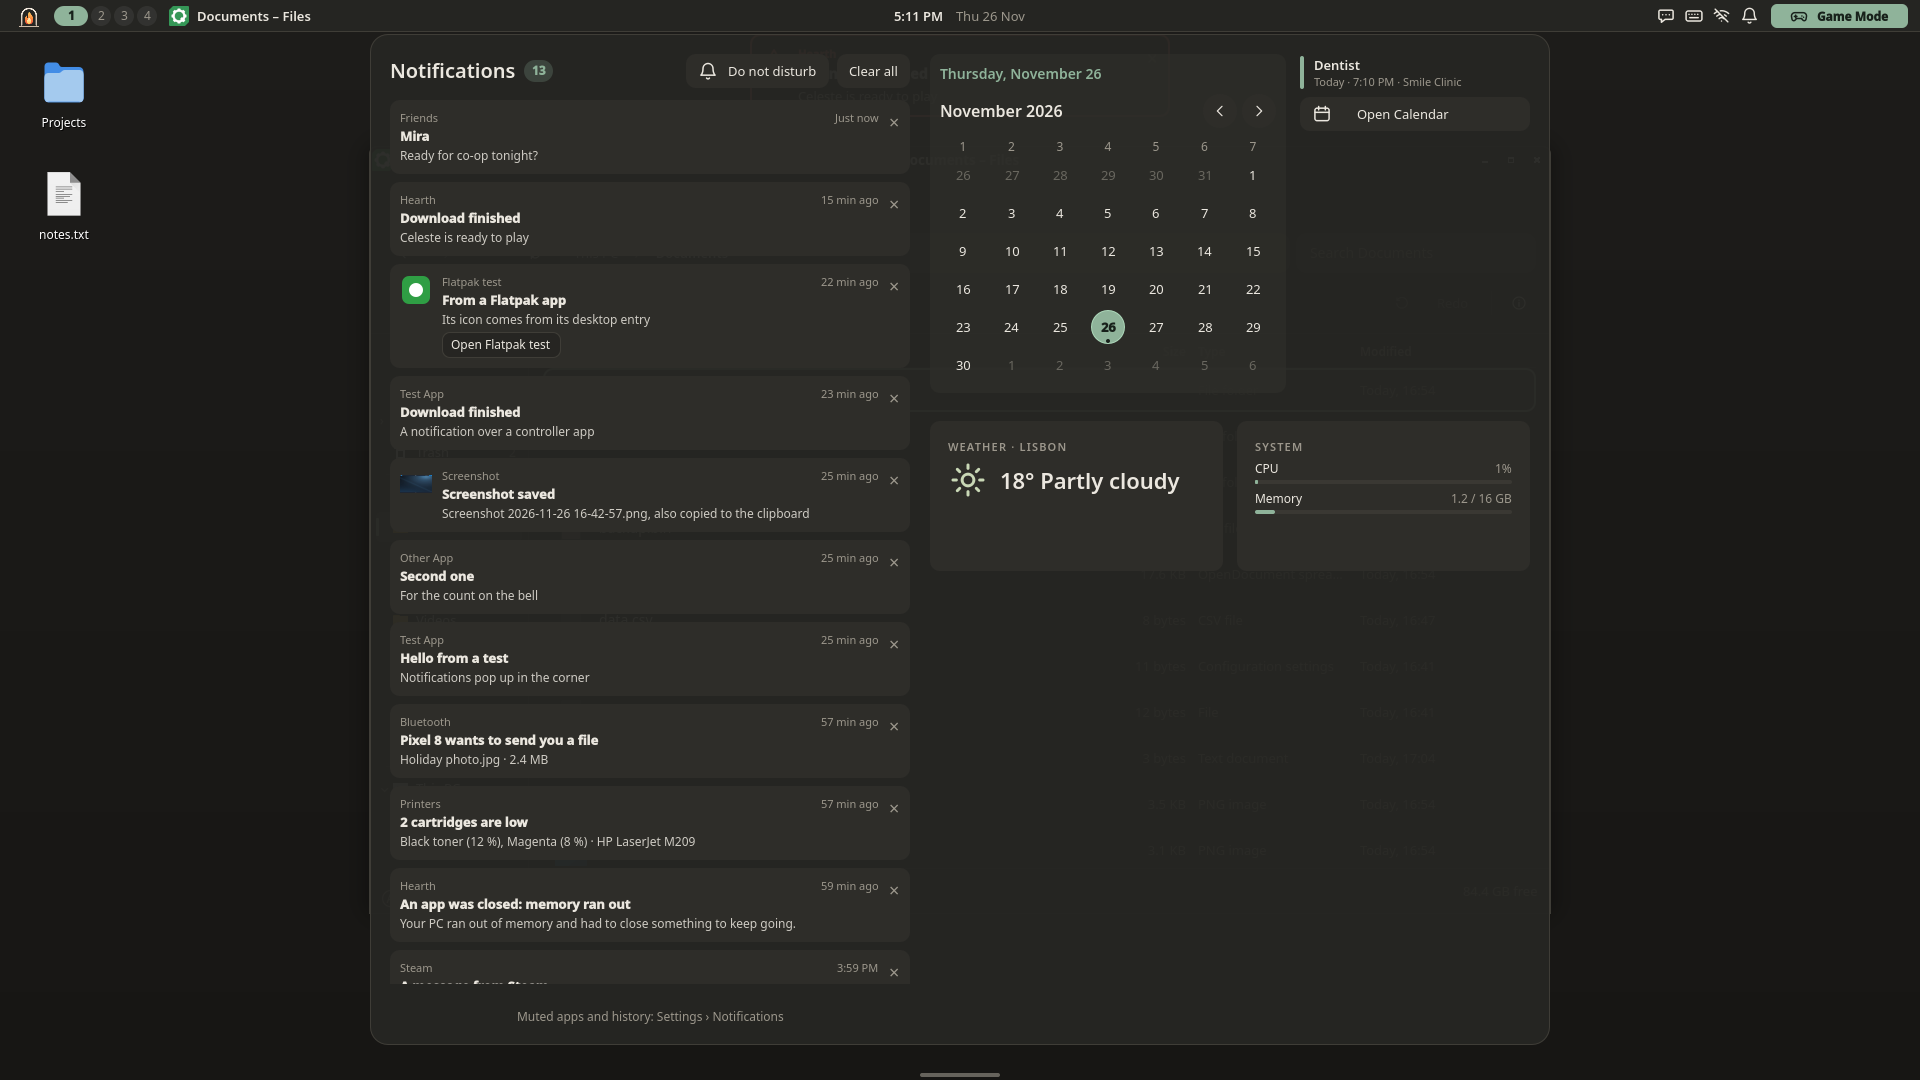 1 2 3 4 Documents – Files
5:11 PM Thu 26 Nov
Game Mode
Projects
notes.txt
Notifications 13
Do not disturb
Clear all
Friends Just now
Mira
Ready for co-op tonight?
Hearth 15 min ago
Download finished
Celeste is ready to play
Flatpak test 22 min ago
From a Flatpak app
Its icon comes from its desktop entry
Open Flatpak test
Test App 23 min ago
Download finished
A notification over a controller app
Screenshot 25 min ago
Screenshot saved
Screenshot 2026-11-26 16-42-57.png, also copied to the clipboard
Other App 25 min ago
Second one
For the count on the bell
Test App 25 min ago
Hello from a test
Notifications pop up in the corner
Bluetooth 57 min ago
Pixel 8 wants to send you a file
Holiday photo.jpg · 2.4 MB
Printers 57 min ago
2 cartridges are low
Black toner (12 %), Magenta (8 %) · HP LaserJet M209
Hearth 59 min ago
An app was closed: memory ran out
Your PC ran out of memory and had to close something to keep going.
Steam 3:59 PM
A message from Steam
Muted apps and history: Settings › Notifications
Thursday, November 26
November 2026
1 2 3 4 5 6 7
26 27 28 29 30 31 1
2 3 4 5 6 7 8
9 10 11 12 13 14 15
16 17 18 19 20 21 22
23 24 25 26 27 28 29
30 1 2 3 4 5 6
Dentist
Today · 7:10 PM · Smile Clinic
Open Calendar
WEATHER · LISBON
18° Partly cloudy
SYSTEM
CPU 1%
Memory 1.2 / 16 GB